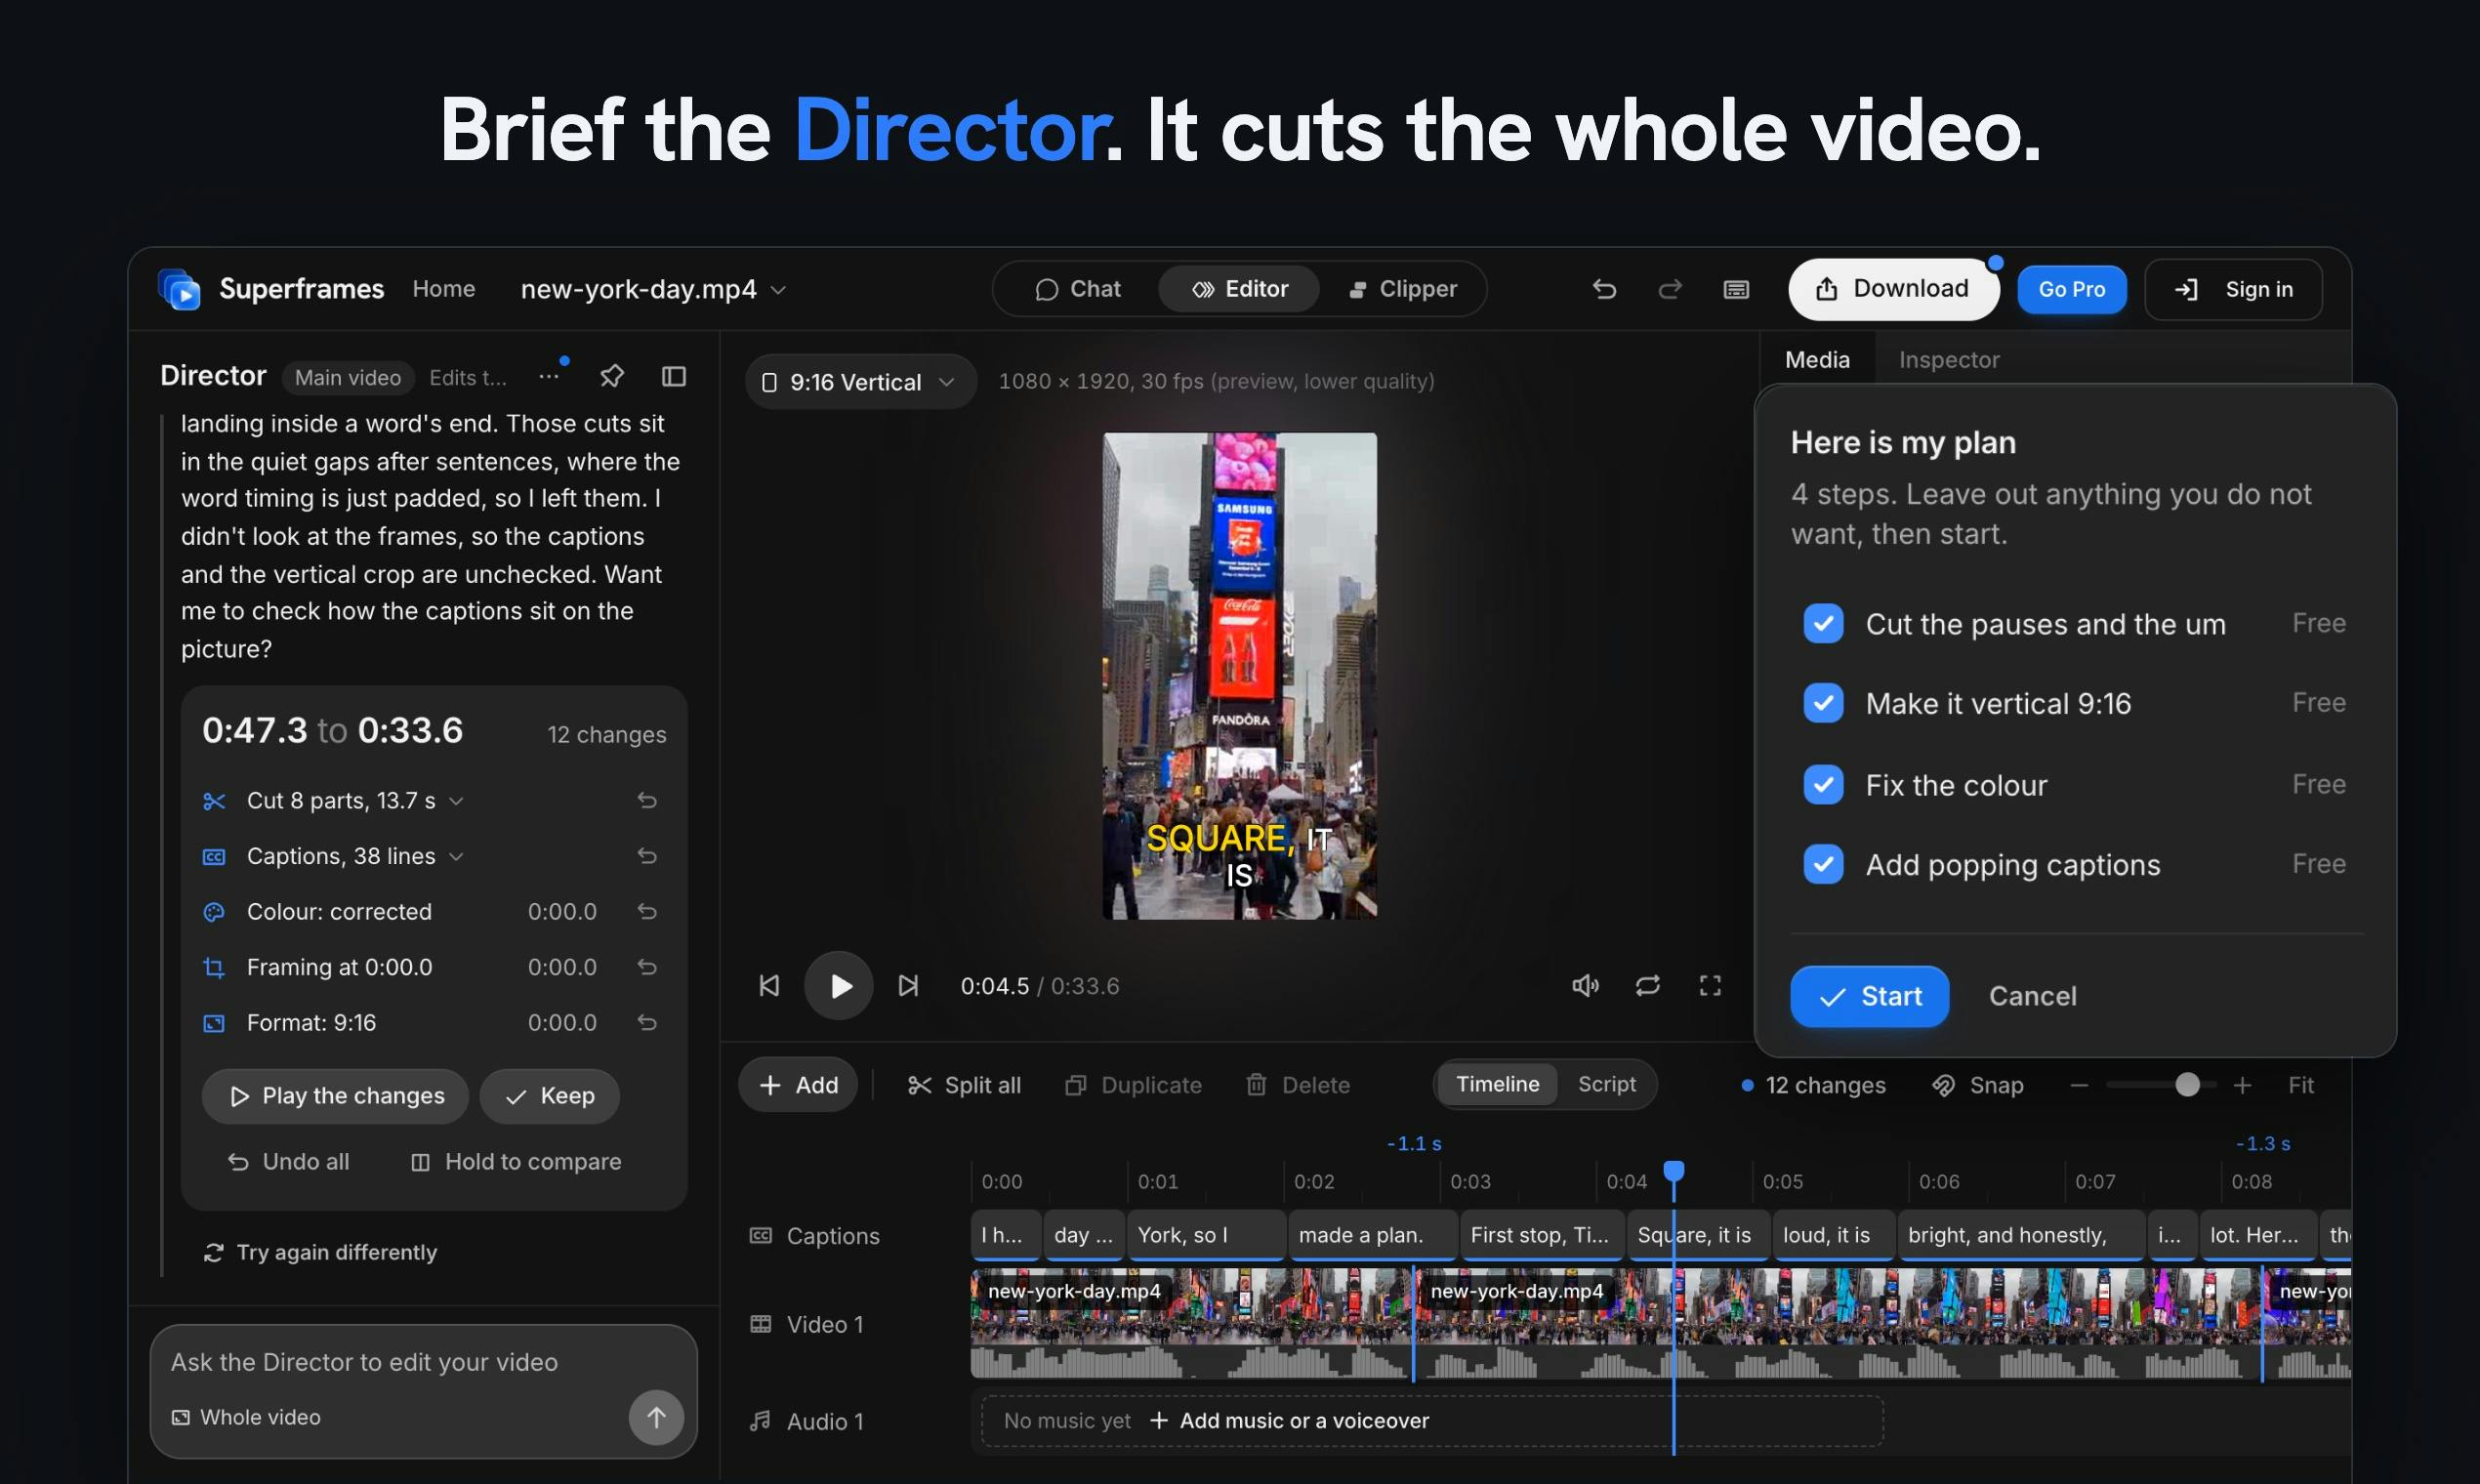 Brief the Director. It cuts the whole video.
Superframes
Home
new-york-day.mp4
Chat
Editor
Clipper
Download
Go Pro
Sign in
Director
Main video
Edits t...
landing inside a word's end. Those cuts sit
in the quiet gaps after sentences, where the
word timing is just padded, so I left them. I
didn't look at the frames, so the captions
and the vertical crop are unchecked. Want
me to check how the captions sit on the
picture?
0:47.3 to 0:33.6
12 changes
Cut 8 parts, 13.7 s
Captions, 38 lines
Colour: corrected
0:00.0
Framing at 0:00.0
0:00.0
Format: 9:16
0:00.0
Play the changes
Keep
Undo all
Hold to compare
Try again differently
Ask the Director to edit your video
Whole video
9:16 Vertical
1080 × 1920, 30 fps (preview, lower quality)
SAMSUNG
Coca-Cola
PANDÖRA
SQUARE, IT
IS
0:04.5 / 0:33.6
Media
Inspector
Here is my plan
4 steps. Leave out anything you do not
want, then start.
Cut the pauses and the um
Free
Make it vertical 9:16
Free
Fix the colour
Free
Add popping captions
Free
Start
Cancel
Add
Split all
Duplicate
Delete
Timeline
Script
12 changes
Snap
Fit
-1.1 s
-1.3 s
0:00
0:01
0:02
0:03
0:04
0:05
0:06
0:07
0:08
Captions
I h...
day ...
York, so I
made a plan.
First stop, Ti...
Square, it is
loud, it is
bright, and honestly,
i...
lot. Her...
the
Video 1
new-york-day.mp4
new-york-day.mp4
new-yor
Audio 1
No music yet
Add music or a voiceover